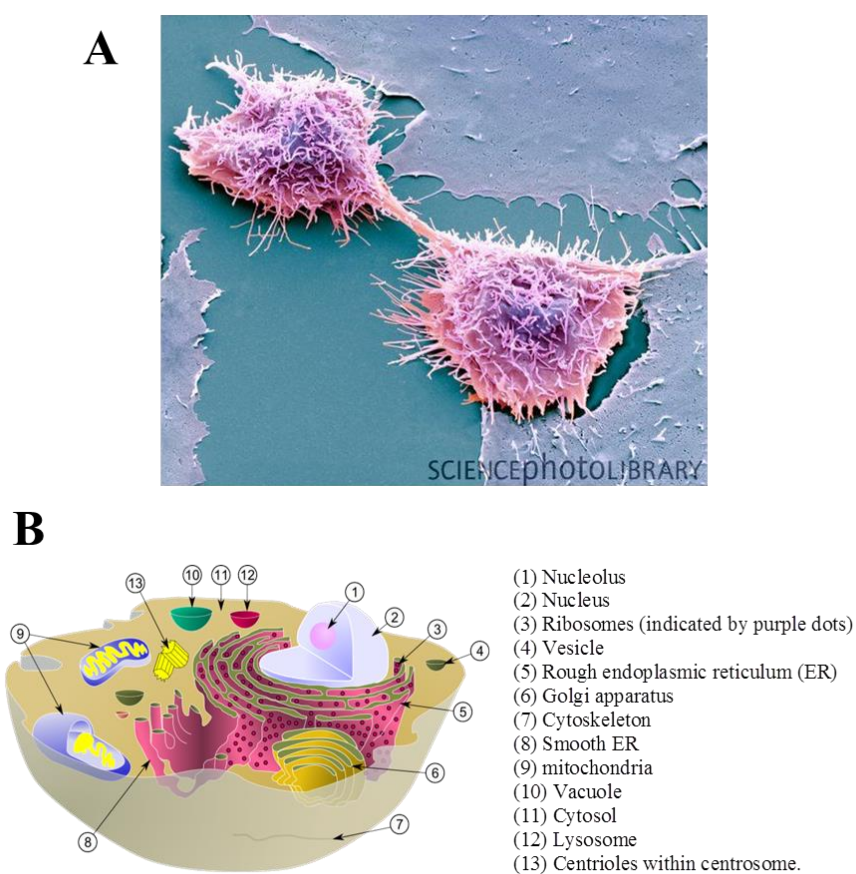 A
SCIENCEphotoLIBRARY
B
(1) Nucleolus
(2) Nucleus
(3) Ribosomes (indicated by purple dots)
(4) Vesicle
(5) Rough endoplasmic reticulum (ER)
(6) Golgi apparatus
(7) Cytoskeleton
(8) Smooth ER
(9) mitochondria
(10) Vacuole
(11) Cytosol
(12) Lysosome
(13) Centrioles within centrosome.
10
11
12
13
1
2
9
3
4
5
6
7
8